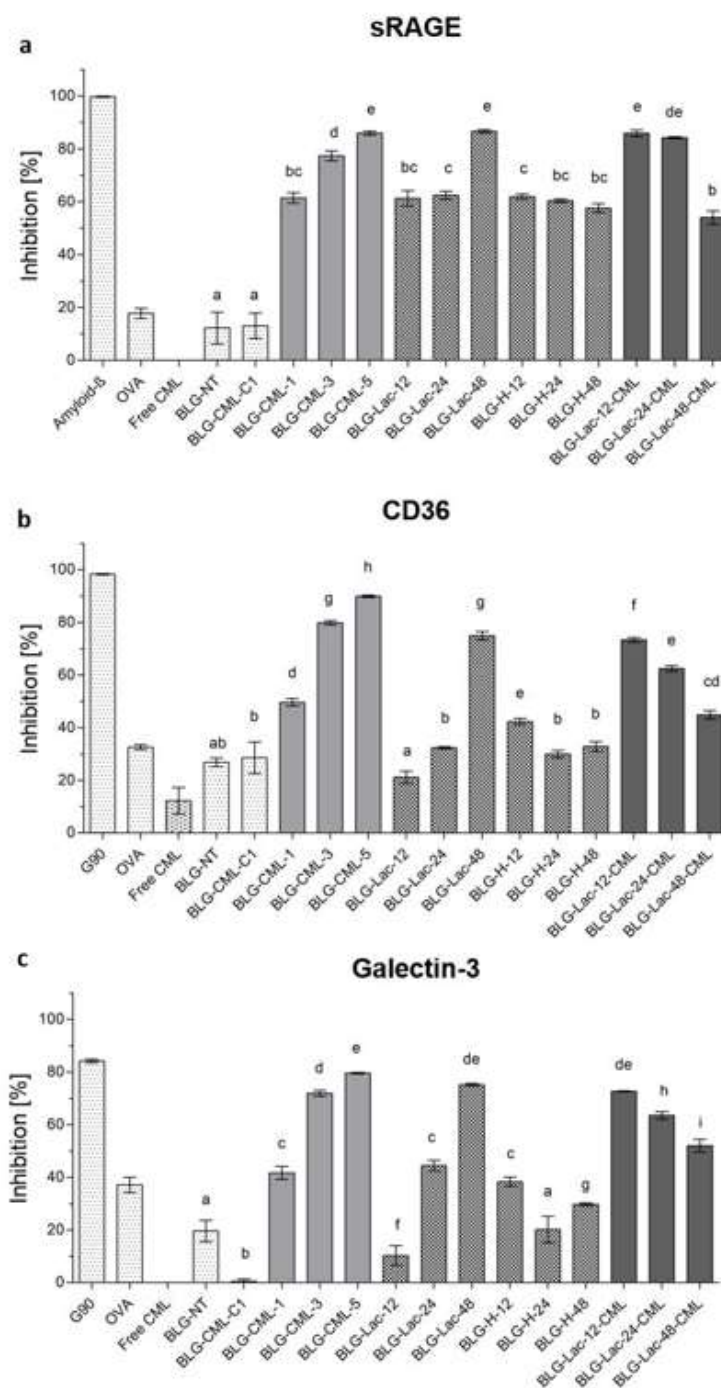 a
sRAGE
Inhibition [%]
100
80
60
40
20
0
a
a
bc
d
e
bc
c
e
c
bc
bc
e
de
b
Amyloid-ß
OVA
Free CML
BLG-NT
BLG-CML-C1
BLG-CML-1
BLG-CML-3
BLG-CML-5
BLG-Lac-12
BLG-Lac-24
BLG-Lac-48
BLG-H-12
BLG-H-24
BLG-H-48
BLG-Lac-12-CML
BLG-Lac-24-CML
BLG-Lac-48-CML
b
CD36
Inhibition [%]
100
80
60
40
20
0
ab
b
d
g
h
a
b
g
e
b
b
f
e
cd
G90
OVA
Free CML
BLG-NT
BLG-CML-C1
BLG-CML-1
BLG-CML-3
BLG-CML-5
BLG-Lac-12
BLG-Lac-24
BLG-Lac-48
BLG-H-12
BLG-H-24
BLG-H-48
BLG-Lac-12-CML
BLG-Lac-24-CML
BLG-Lac-48-CML
c
Galectin-3
Inhibition [%]
100
80
60
40
20
0
a
b
c
d
e
f
c
de
c
a
g
de
h
i
G90
OVA
Free CML
BLG-NT
BLG-CML-C1
BLG-CML-1
BLG-CML-3
BLG-CML-5
BLG-Lac-12
BLG-Lac-24
BLG-Lac-48
BLG-H-12
BLG-H-24
BLG-H-48
BLG-Lac-12-CML
BLG-Lac-24-CML
BLG-Lac-48-CML